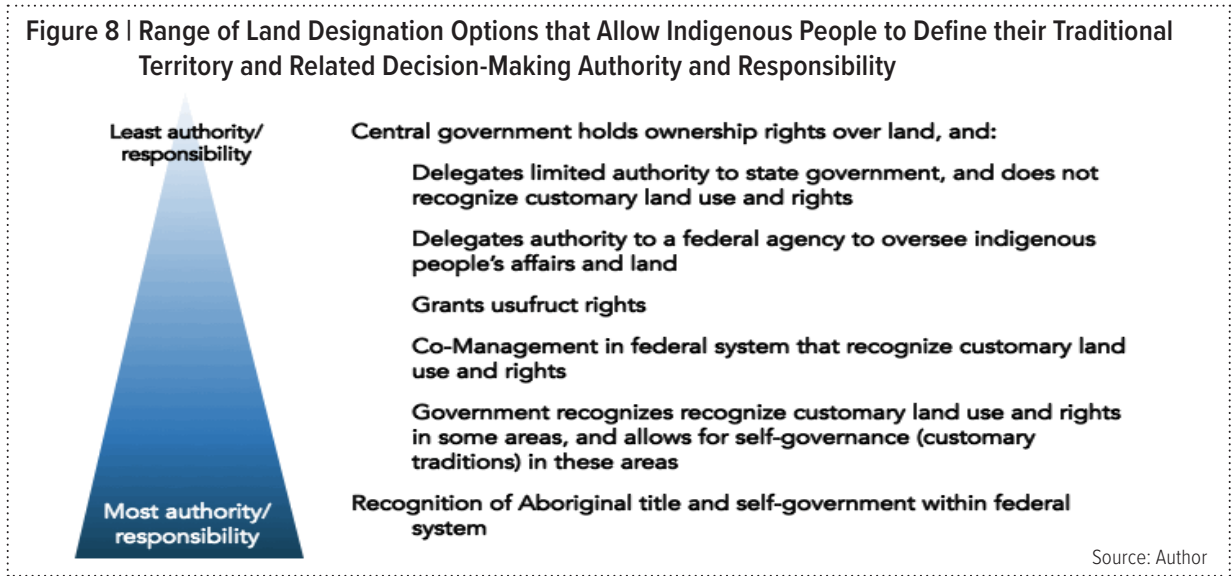 Figure 8 | Range of Land Designation Options that Allow Indigenous People to Define their Traditional
Territory and Related Decision-Making Authority and Responsibility
Least authority/
responsibility
Central government holds ownership rights over land, and:
Delegates limited authority to state government, and does not
recognize customary land use and rights
Delegates authority to a federal agency to oversee indigenous
people's affairs and land
Grants usufruct rights
Co-Management in federal system that recognize customary land
use and rights
Government recognizes recognize customary land use and rights
in some areas, and allows for self-governance (customary
traditions) in these areas
Most authority/
responsibility
Recognition of Aboriginal title and self-government within federal
system
Source: Author